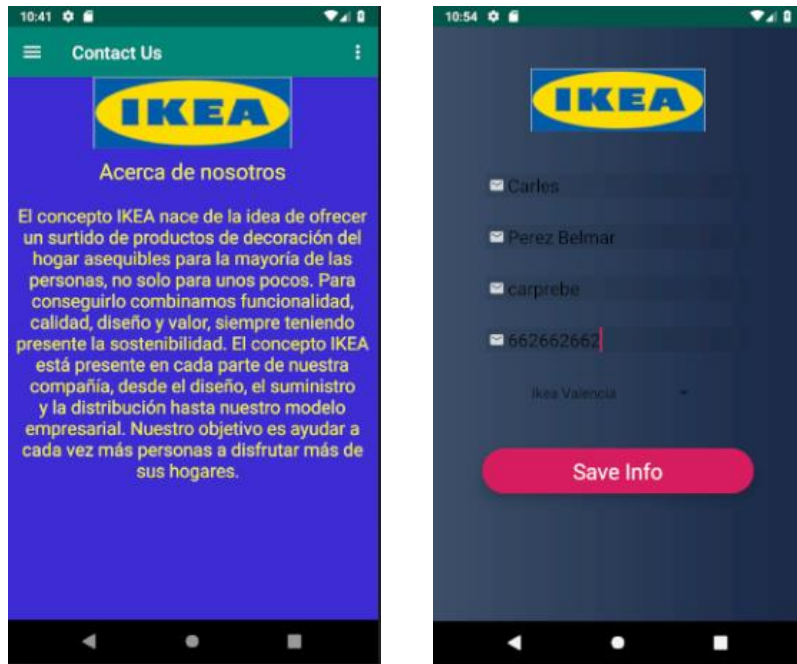 10:41
Contact Us
IKEA
Acerca de nosotros
El concepto IKEA nace de la idea de ofrecer
un surtido de productos de decoración del
hogar asequibles para la mayoría de las
personas, no solo para unos pocos. Para
conseguirlo combinamos funcionalidad,
calidad, diseño y valor, siempre teniendo
presente la sostenibilidad. El concepto IKEA
está presente en cada parte de nuestra
compañía, desde el diseño, el suministro
y la distribución hasta nuestro modelo
empresarial. Nuestro objetivo es ayudar a
cada vez más personas a disfrutar más de
sus hogares.
10:54
IKEA
Carles
Perez Belmar
carprebe
662662662
Ikea Valencia
Save Info